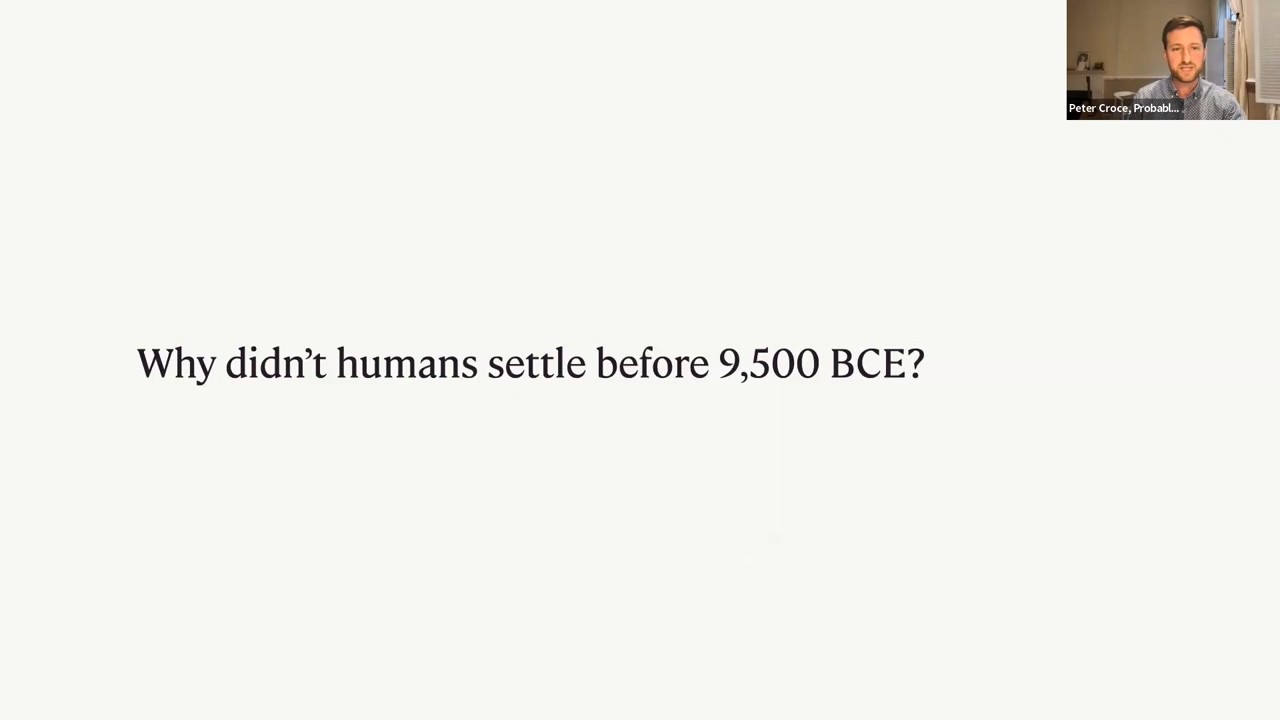 Peter Croce, Probabl...
Why didn’t humans settle before 9,500 BCE?